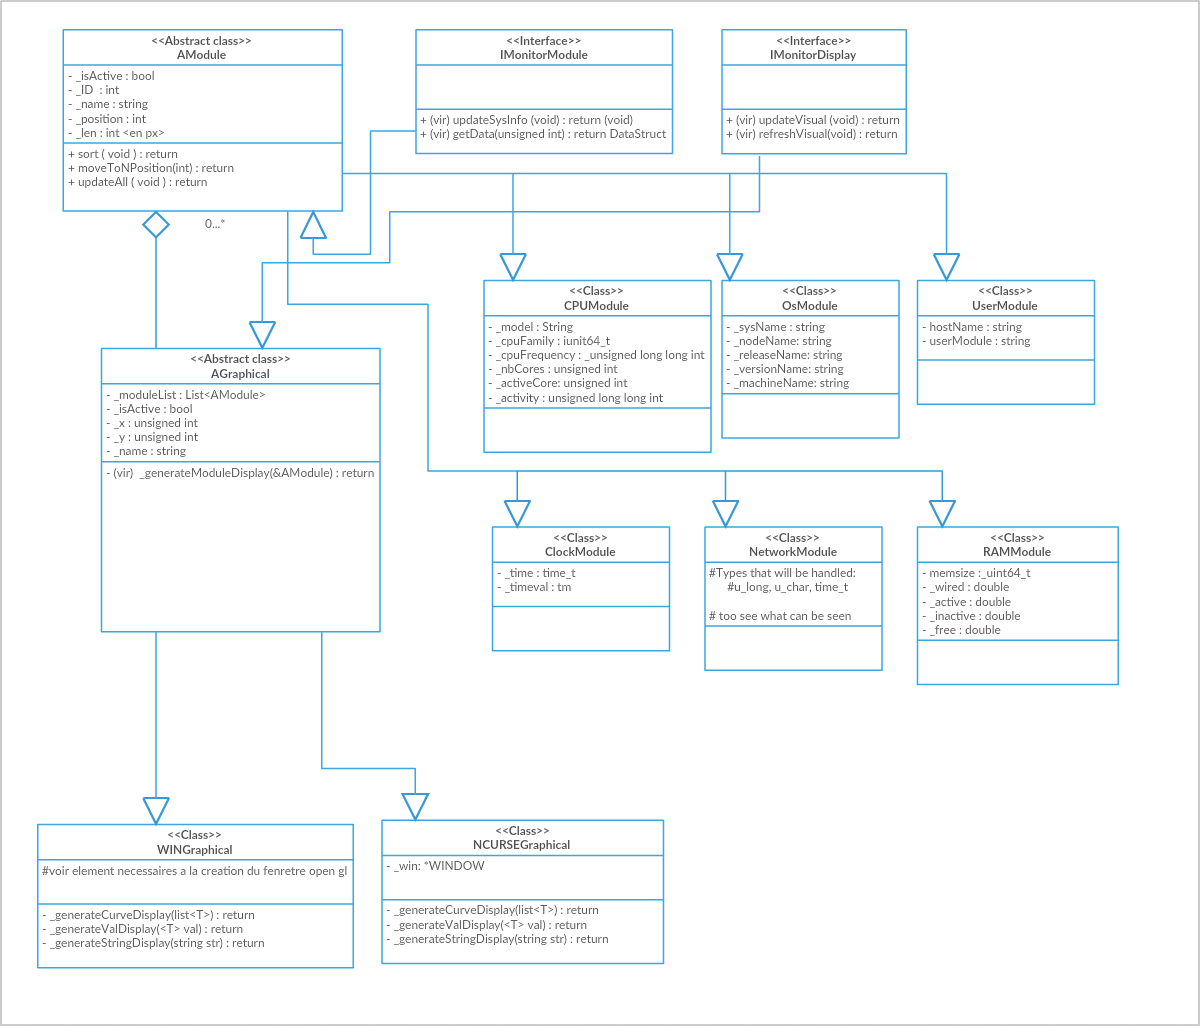 <<Abstract class>>
AModule
- _isActive : bool
- _ID  : int
- _name : string
- _position : int
- _len : int <en px>
+ sort ( void ) : return
+ moveToNPosition(int) : return
+ updateAll ( void ) : return
0...*
<<Interface>>
IMonitorModule
+ (vir) updateSysInfo (void) : return (void)
+ (vir) getData(unsigned int) : return DataStruct
<<Interface>>
IMonitorDisplay
+ (vir) updateVisual (void) : return
+ (vir) refreshVisual(void) : return
<<Class>>
CPUModule
- _model : String
- _cpuFamily : iunit64_t
- _cpuFrequency : _unsigned long long int
- _nbCores : unsigned int
- _activeCore: unsigned int
- _activity : unsigned long long int
<<Class>>
OsModule
- _sysName : string
- _nodeName: string
- _releaseName: string
- _versionName: string
- _machineName: string
<<Class>>
UserModule
- hostName : string
- userModule : string
<<Abstract class>>
AGraphical
- _moduleList : List<AModule>
- _isActive : bool
- _x : unsigned int
- _y : unsigned int
- _name : string
- (vir)  _generateModuleDisplay(&AModule) : return
<<Class>>
ClockModule
- _time : time_t
- _timeval : tm
<<Class>>
NetworkModule
#Types that will be handled:
#u_long, u_char, time_t
# too see what can be seen
<<Class>>
RAMModule
- memsize :_uint64_t
- _wired : double
- _active : double
- _inactive : double
- _free : double
<<Class>>
WINGraphical
#voir element necessaires a la creation du fenretre open gl
- _generateCurveDisplay(list<T>) : return
- _generateValDisplay(<T> val) : return
- _generateStringDisplay(string str) : return
<<Class>>
NCURSEGraphical
- _win: *WINDOW
- _generateCurveDisplay(list<T>) : return
- _generateValDisplay(<T> val) : return
- _generateStringDisplay(string str) : return